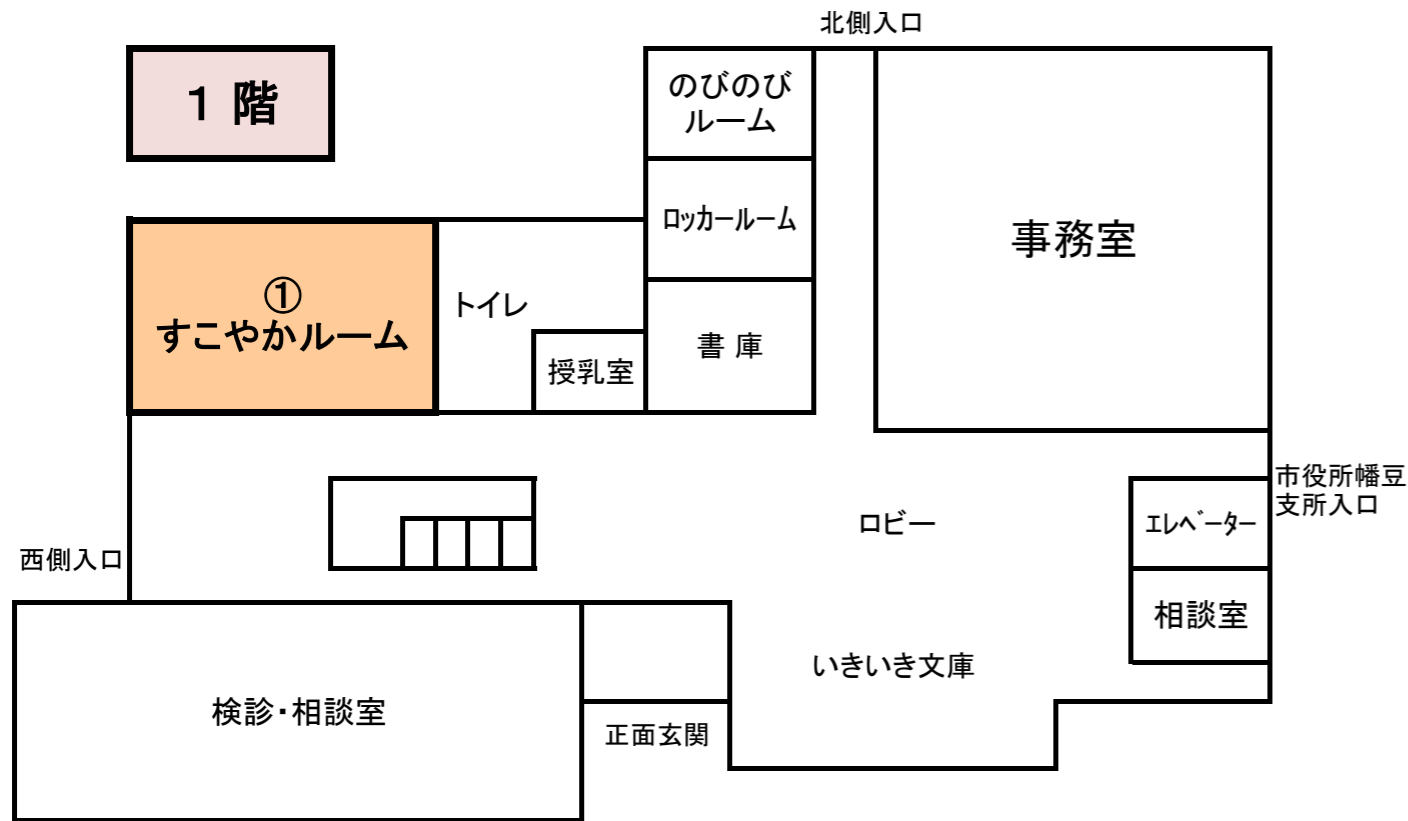 北側入口
1 階
のびのび
ルーム
ロッカールーム
事務室
①
すこやかルーム
トイレ
授乳室
書 庫
市役所幡豆
支所入口
ロビー
エレベーター
西側入口
相談室
いきいき文庫
検診・相談室
正面玄関